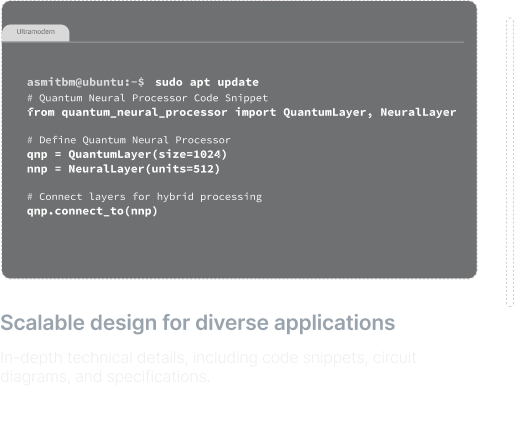 Ultramodern
asmitbm@ubuntu:~$ sudo apt update
# Quantum Neural Processor Code Snippet
from quantum_neural_processor import QuantumLayer, NeuralLayer
# Define Quantum Neural Processor
qnp = QuantumLayer(size=1024)
nnp = NeuralLayer(units=512)
# Connect layers for hybrid processing
qnp.connect_to(nnp)
Scalable design for diverse applications
In-depth technical details, including code snippets, circuit
diagrams, and specifications.